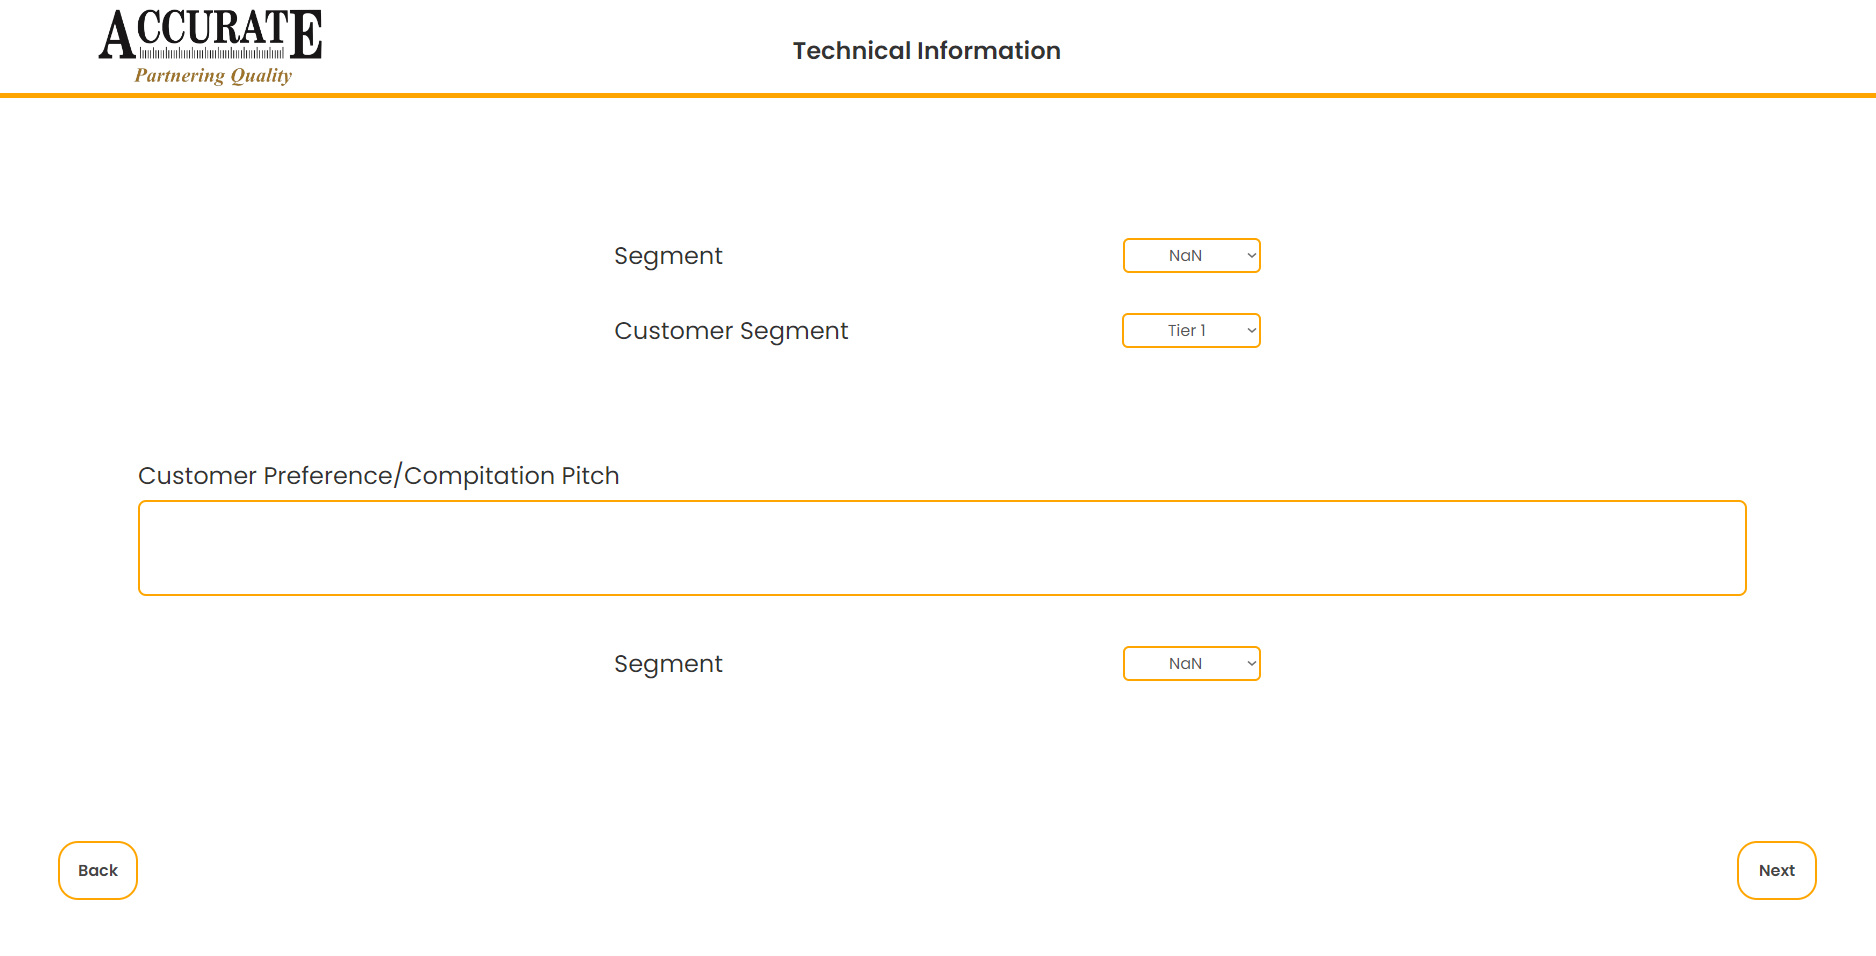 ACCURATE
Partnering Quality
Technical Information
Segment
NaN
Customer Segment
Tier 1
Customer Preference/Compitation Pitch
Segment
NaN
Back
Next